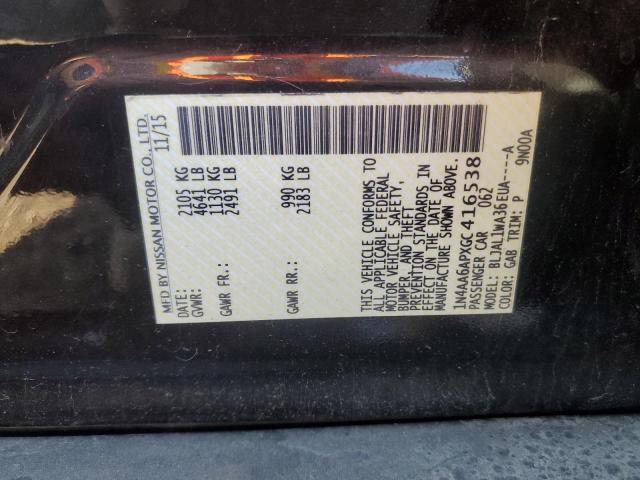 MFD BY NISSAN MOTOR CO., LTD.
DATE: 11/15
GVWR: 2105 KG
4641 LB
GAWR FR: 1130 KG
2491 LB
GAWR RR: 990 KG
2183 LB
THIS VEHICLE CONFORMS TO
ALL APPLICABLE FEDERAL
MOTOR VEHICLE SAFETY,
BUMPER, AND THEFT
PREVENTION STANDARDS IN
EFFECT ON THE DATE OF
MANUFACTURE SHOWN ABOVE.
1N4AA6APXGC416538
PASSENGER CAR 062
MODEL: BLJAL1WA36EUA----A
COLOR: GAB TRIM: P 9N00A